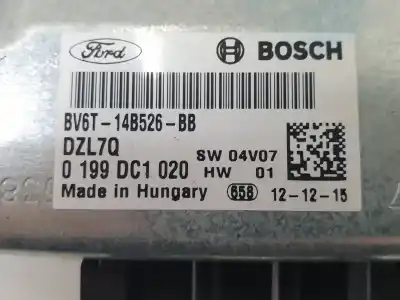 Ford
BOSCH
BV6T-14B526-BB
DZL7Q
SW 04V07
0 199 DC1 020
HW 01
Made in Hungary
658
12-12-15